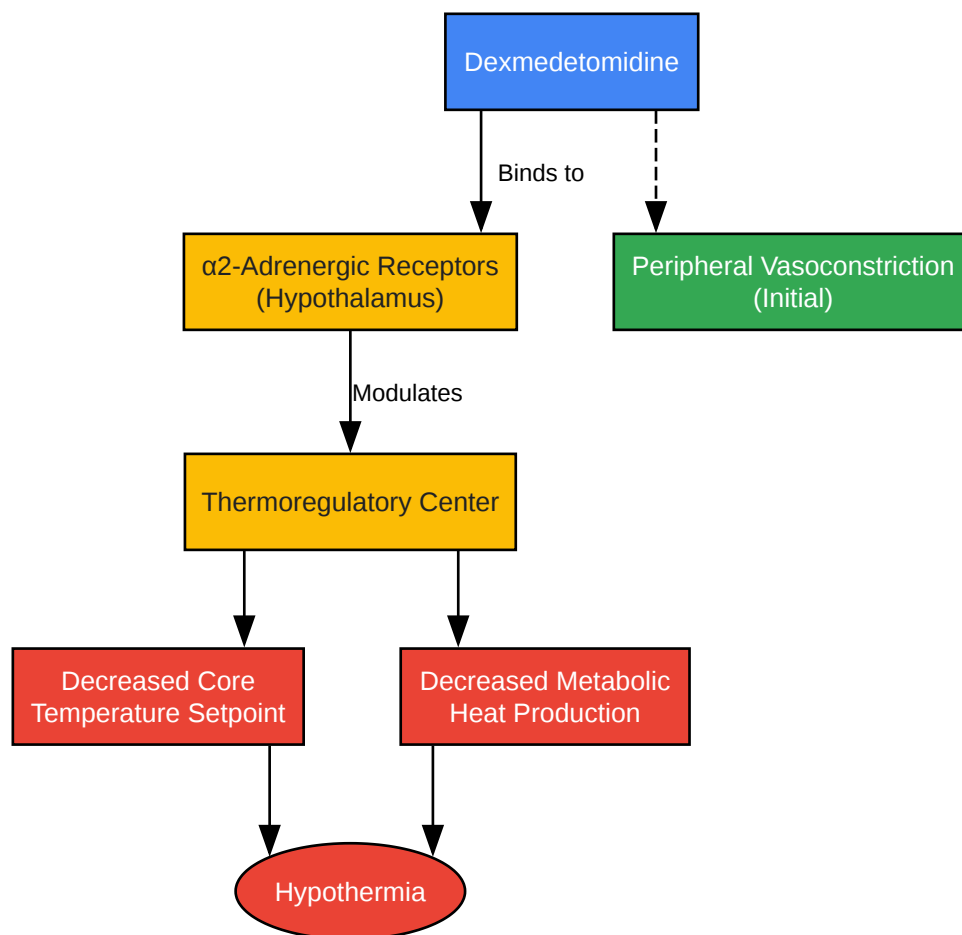 Dexmedetomidine
Binds to
α2-Adrenergic Receptors
(Hypothalamus)
Peripheral Vasoconstriction
(Initial)
Modulates
Thermoregulatory Center
Decreased Core
Temperature Setpoint
Decreased Metabolic
Heat Production
Hypothermia